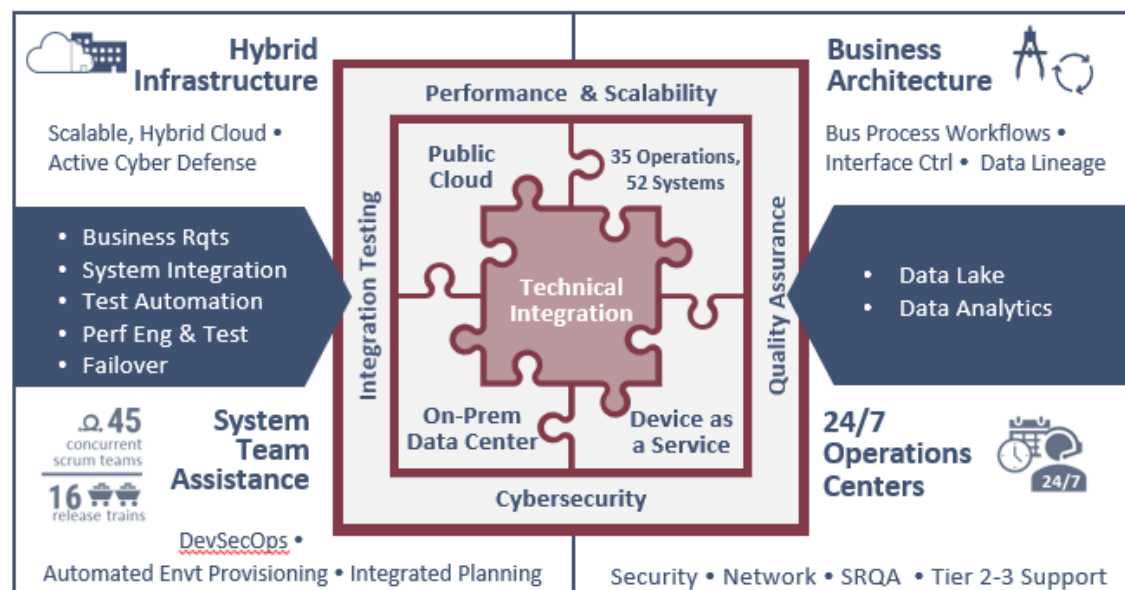 Hybrid
Infrastructure
Scalable, Hybrid Cloud •
Active Cyber Defense
• Business Rqts
• System Integration
• Test Automation
• Perf Eng & Test
• Failover
45
concurrent
scrum teams
16
release trains
System
Team
Assistance
DevSecOps •
Automated Envt Provisioning • Integrated Planning
Performance & Scalability
Integration Testing
Public
Cloud
35 Operations,
52 Systems
Technical
Integration
On-Prem
Data Center
Device as
a Service
Quality Assurance
Cybersecurity
Business
Architecture
Bus Process Workflows •
Interface Ctrl • Data Lineage
• Data Lake
• Data Analytics
24/7
Operations
Centers
24/7
Security • Network • SRQA • Tier 2-3 Support